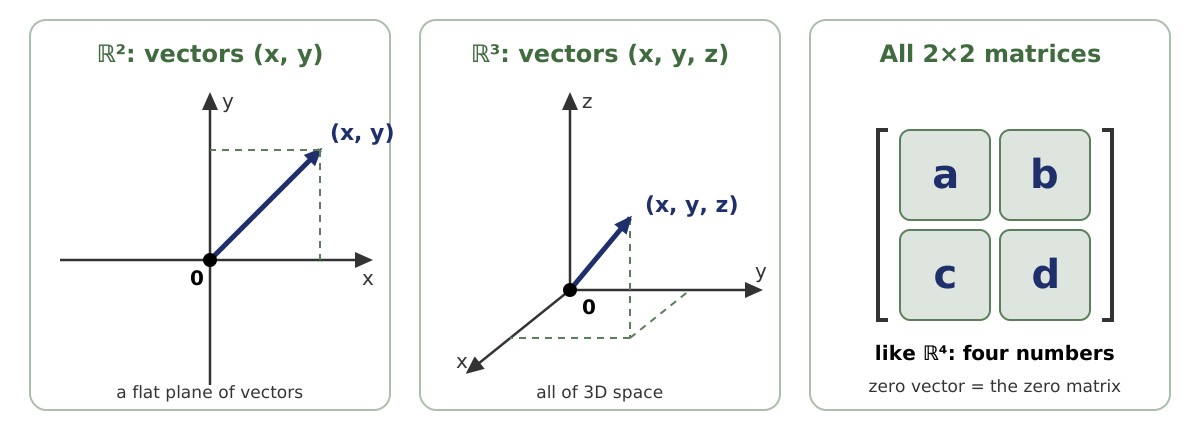 ℝ²: vectors (x, y)
y
(x, y)
0
x
a flat plane of vectors
ℝ³: vectors (x, y, z)
z
(x, y, z)
y
0
x
all of 3D space
All 2×2 matrices
a b
c d
like ℝ⁴: four numbers
zero vector = the zero matrix